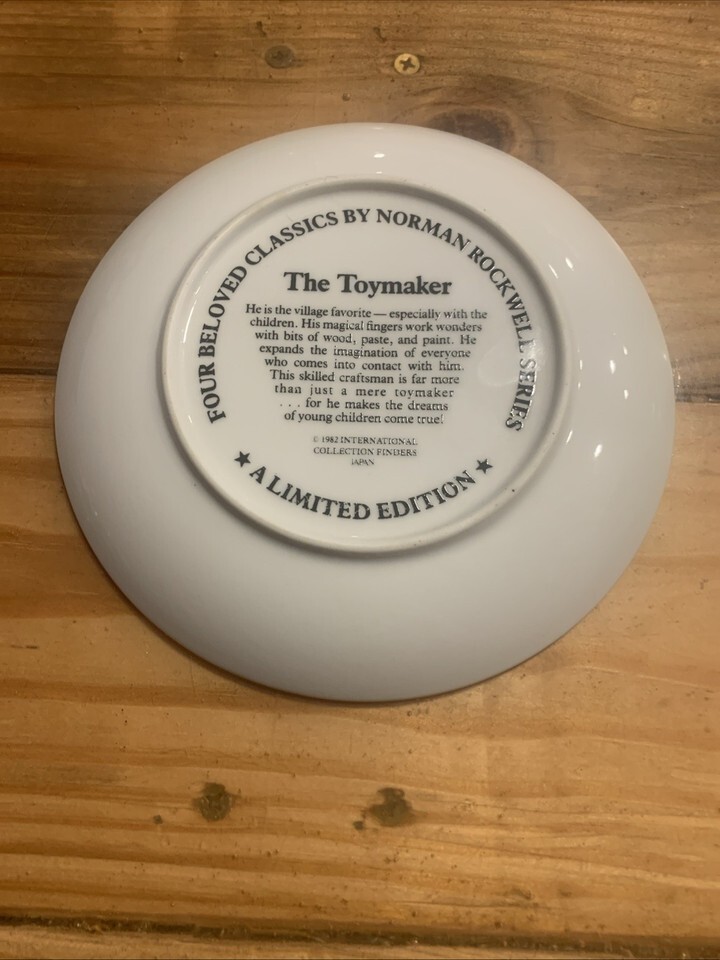 FOUR BELOVED CLASSICS BY NORMAN ROCKWELL SERIES
The Toymaker
He is the village favorite — especially with the
children. His magical fingers work wonders
with bits of wood, paste, and paint. He
expands the imagination of everyone
who comes into contact with him.
This skilled craftsman is far more
than just a mere toymaker
. . . for he makes the dreams
of young children come true!
© 1982 INTERNATIONAL
COLLECTION FINDERS
JAPAN
★ A LIMITED EDITION ★